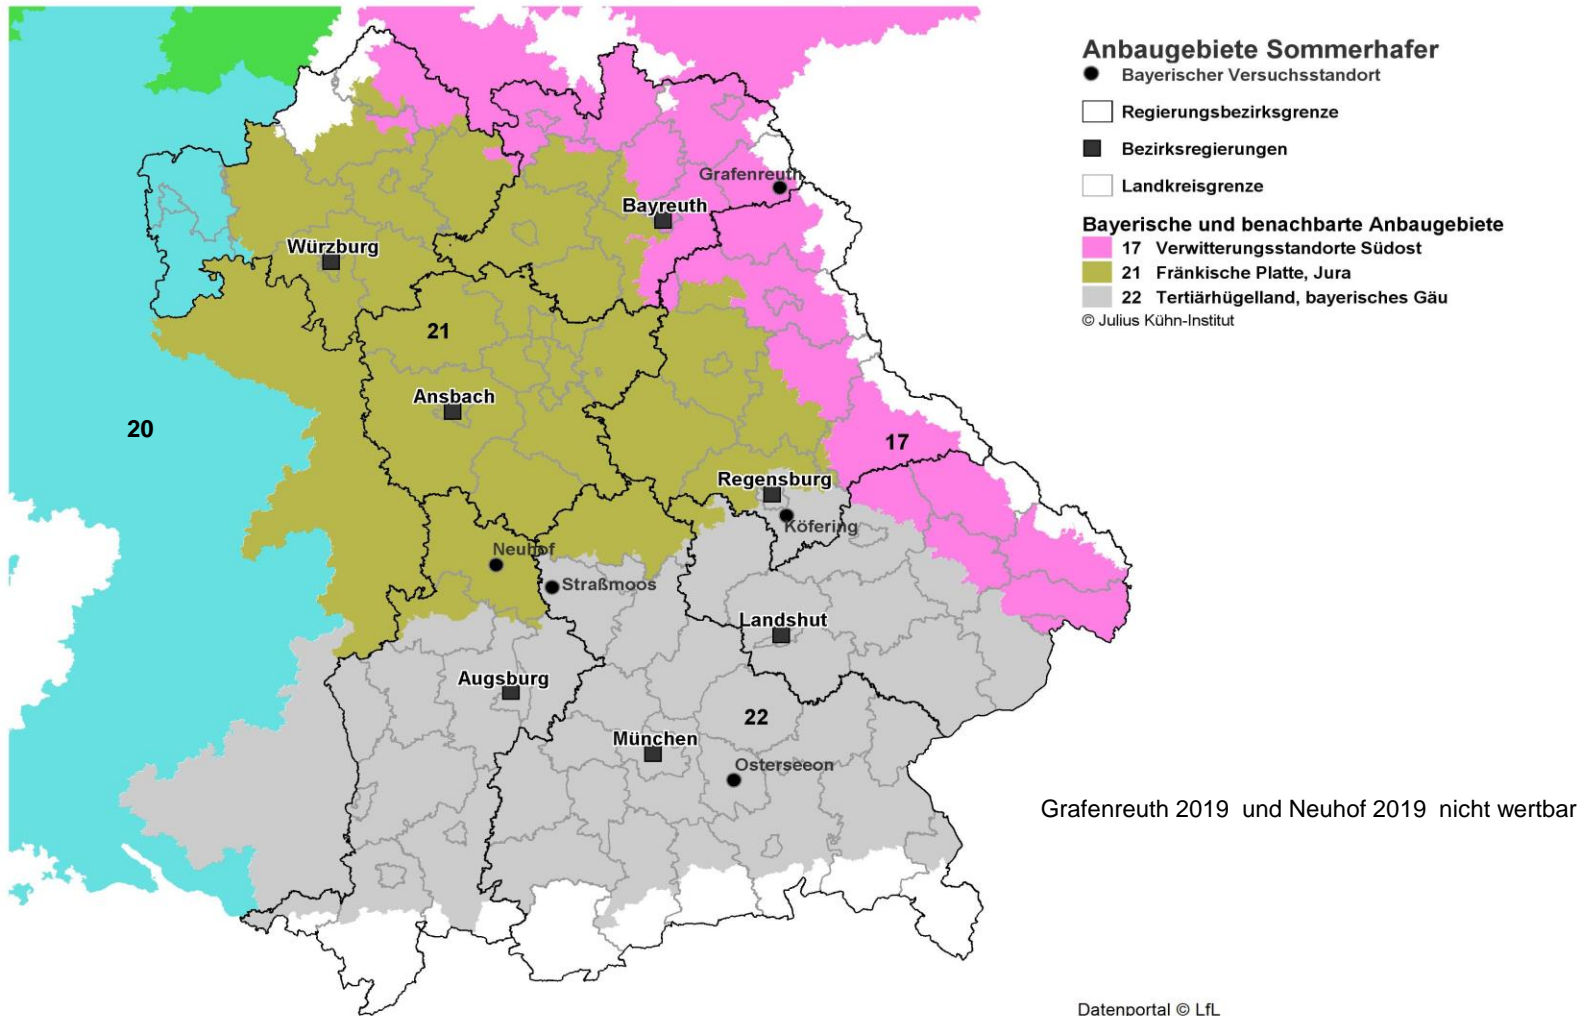 Anbaugebiete Sommerhafer
Bayerischer Versuchsstandort
Regierungsbezirksgrenze
Bezirksregierungen
Landkreisgrenze
Bayerische und benachbarte Anbaugebiete
17 Verwitterungsstandorte Südost
21 Fränkische Platte, Jura
22 Tertiärhügelland, bayerisches Gäu
© Julius Kühn-Institut
Grafenreuth
Bayreuth
Würzburg
21
Ansbach
20
17
Regensburg
Köfering
Neuhof
Straßmoos
Landshut
Augsburg
22
München
Osterseeon
Grafenreuth 2019 und Neuhof 2019 nicht wertbar
Datenportal © LfL